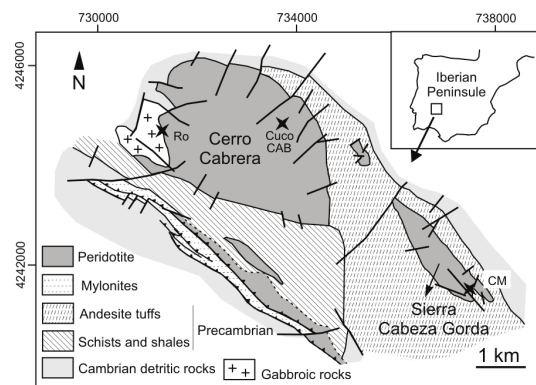 730000
734000
738000
4246000
4242000
N
Iberian
Peninsule
Ro
Cerro
Cabrera
Cuco
CAB
CM
Sierra
Cabeza Gorda
Peridotite
Mylonites
Andesite tuffs
Schists and shales
Precambrian
Cambrian detritic rocks
Gabbroic rocks
1 km